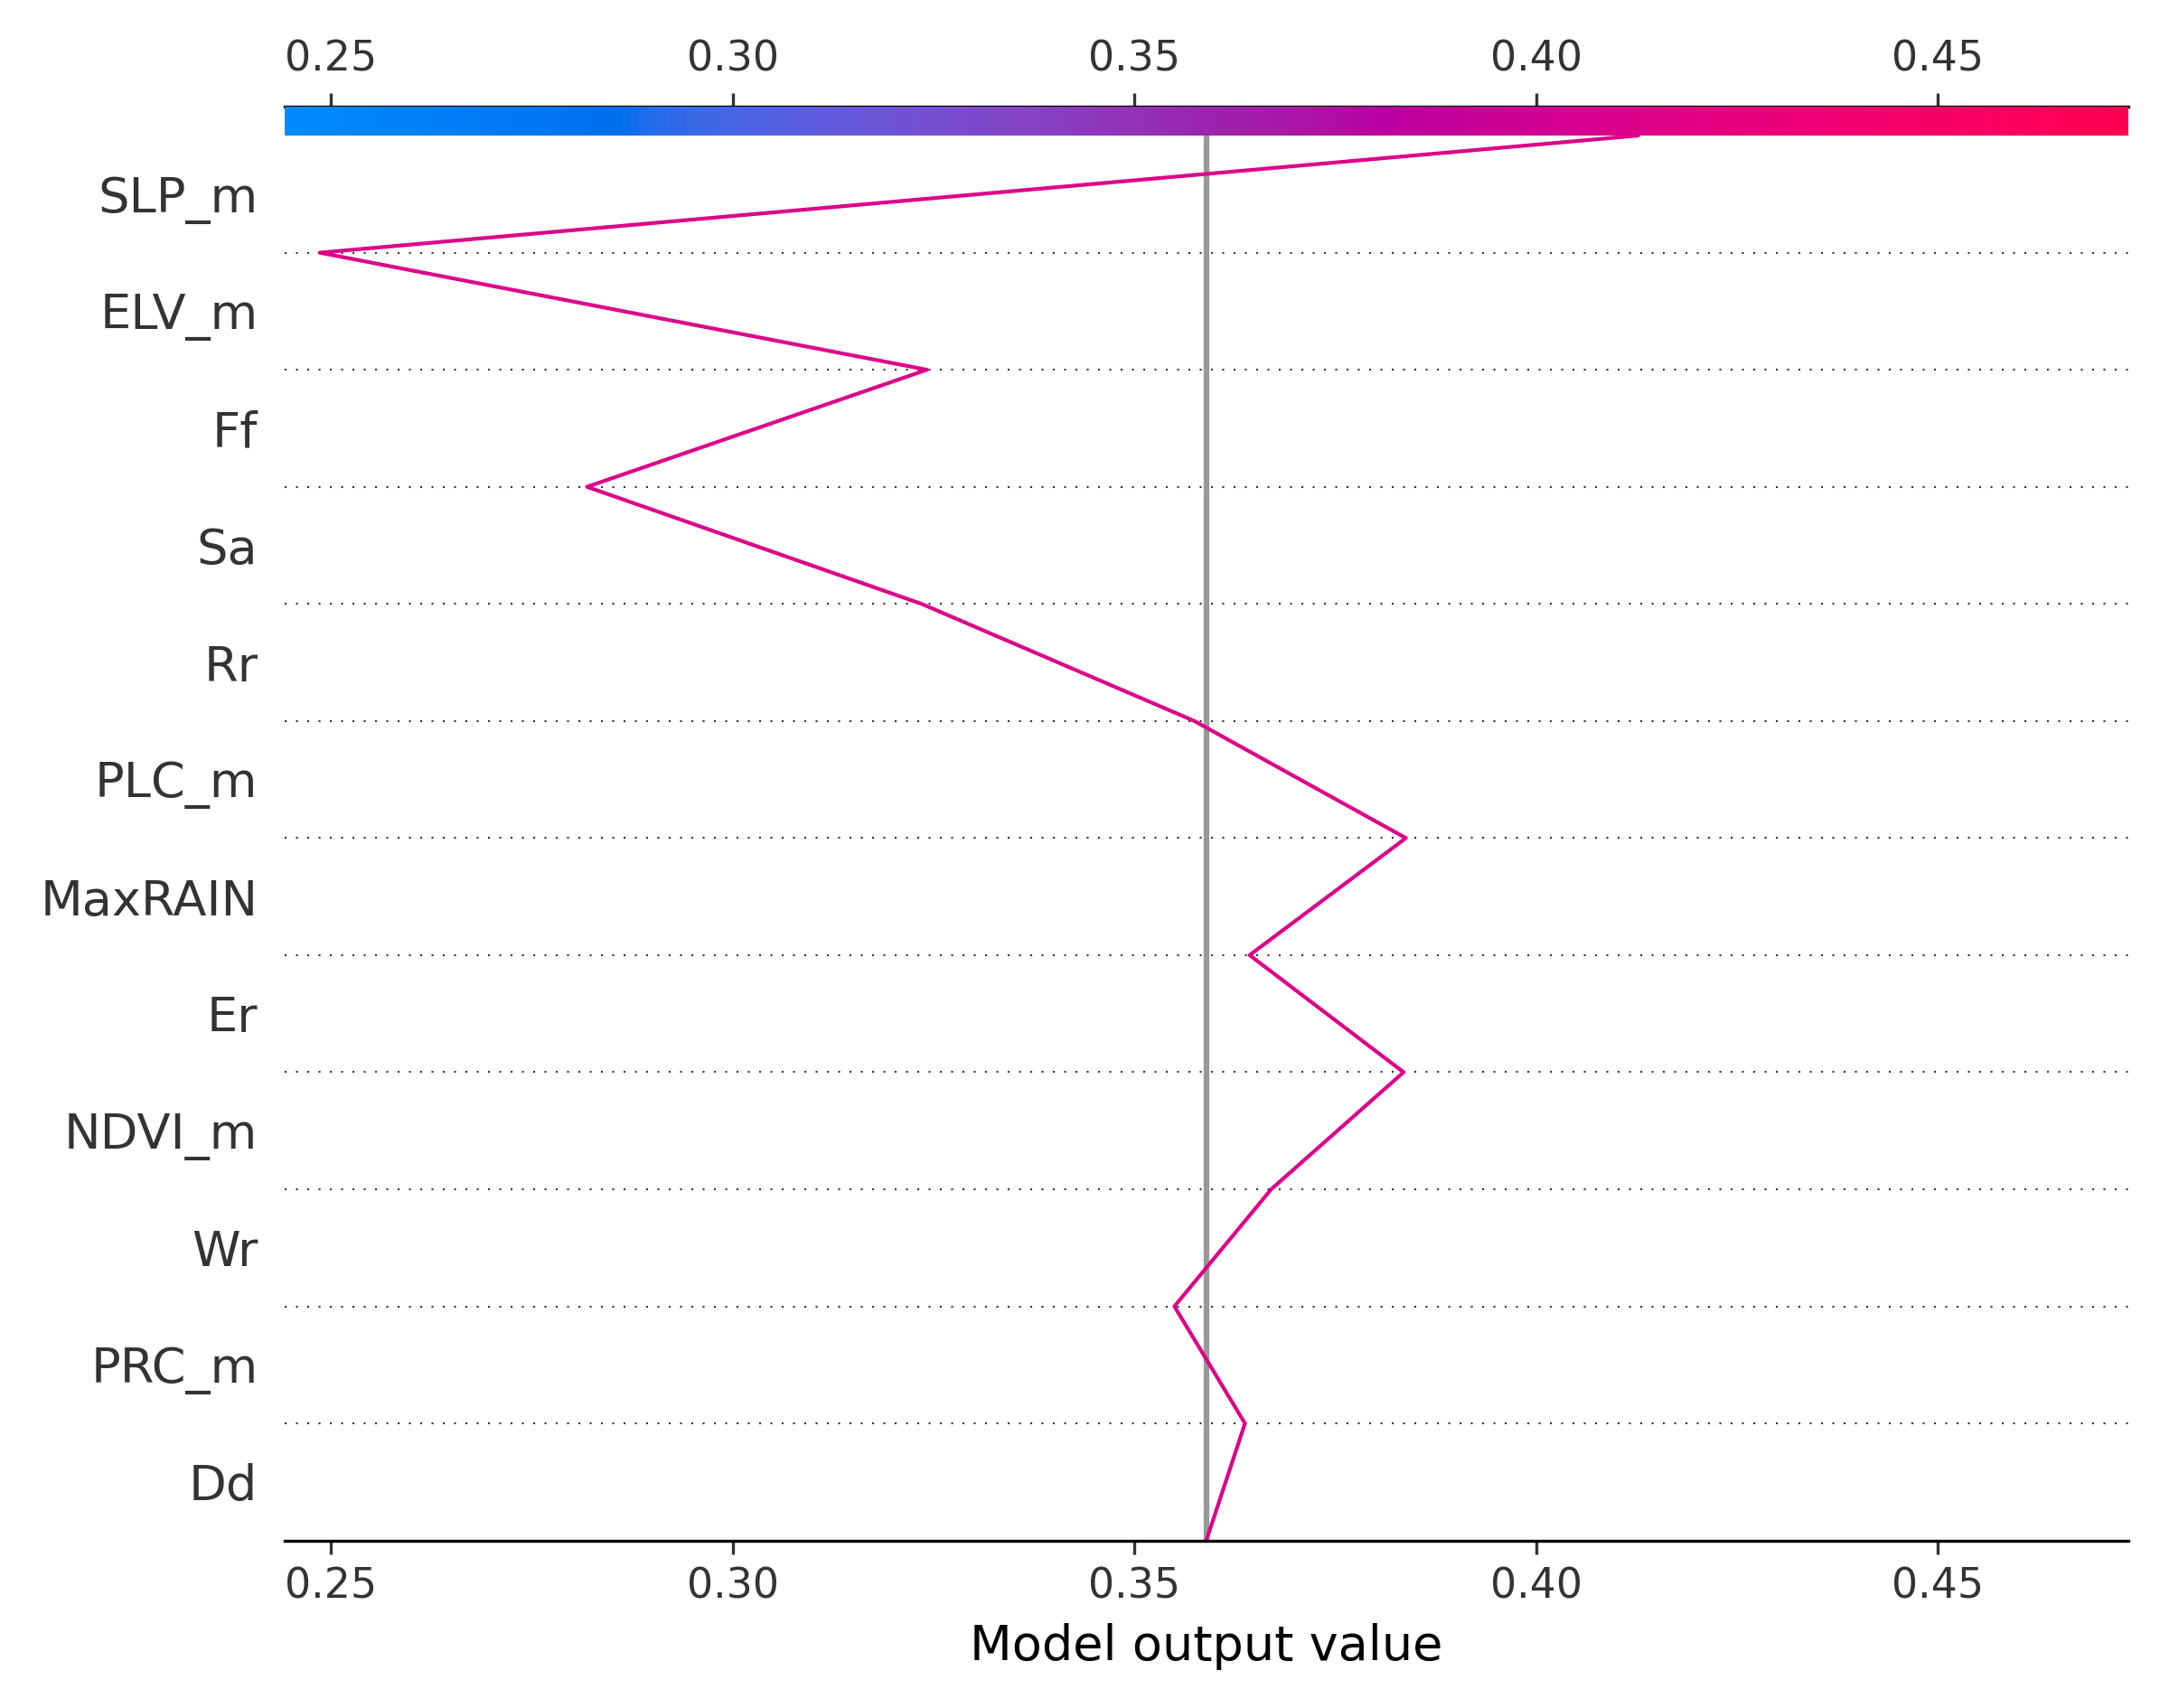 0.25 0.30 0.35 0.40 0.45
SLP_m
ELV_m
Ff
Sa
Rr
PLC_m
MaxRAIN
Er
NDVI_m
Wr
PRC_m
Dd
0.25 0.30 0.35 0.40 0.45
Model output value